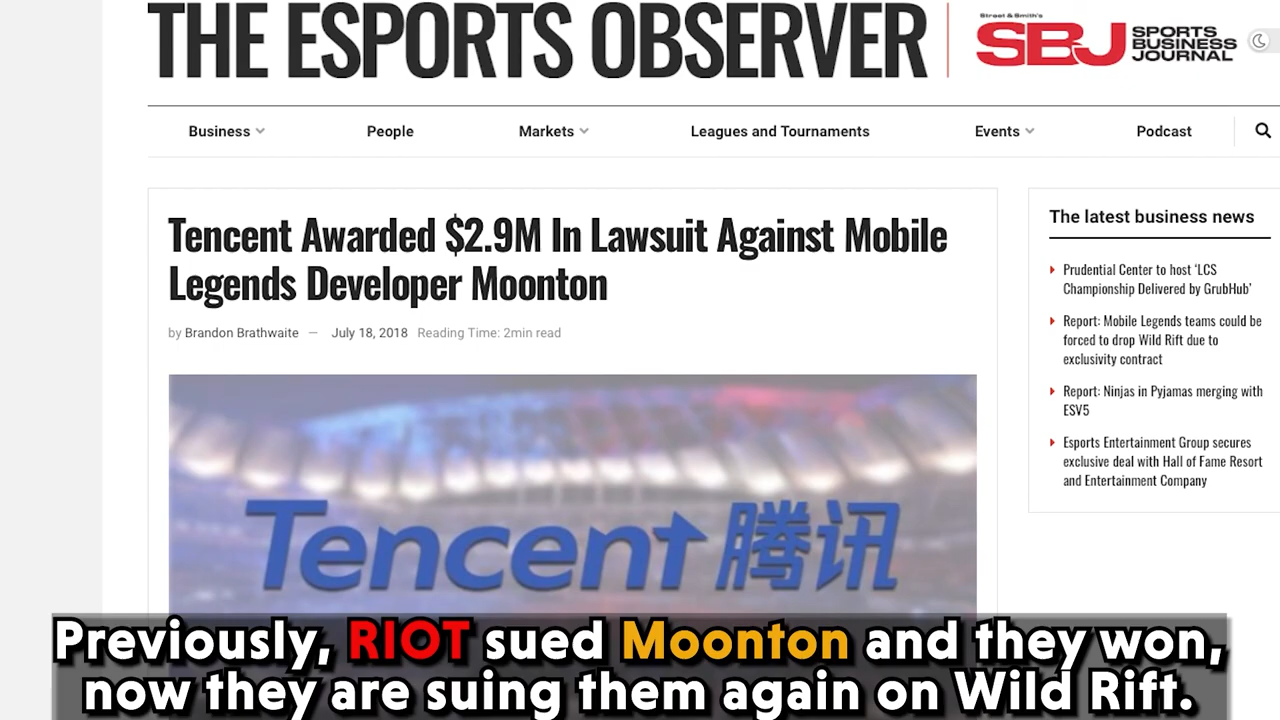 THE ESPORTS OBSERVER
Street & Smith's
SBJ SPORTS BUSINESS JOURNAL
Business People Markets Leagues and Tournaments Events Podcast
Tencent Awarded $2.9M In Lawsuit Against Mobile
Legends Developer Moonton
by Brandon Brathwaite — July 18, 2018 Reading Time: 2min read
Tencent 腾讯
The latest business news
Prudential Center to host ‘LCS
Championship Delivered by GrubHub’
Report: Mobile Legends teams could be
forced to drop Wild Rift due to
exclusivity contract
Report: Ninjas in Pyjamas merging with
ESV5
Esports Entertainment Group secures
exclusive deal with Hall of Fame Resort
and Entertainment Company
Previously, RIOT sued Moonton and they won,
now they are suing them again on Wild Rift.